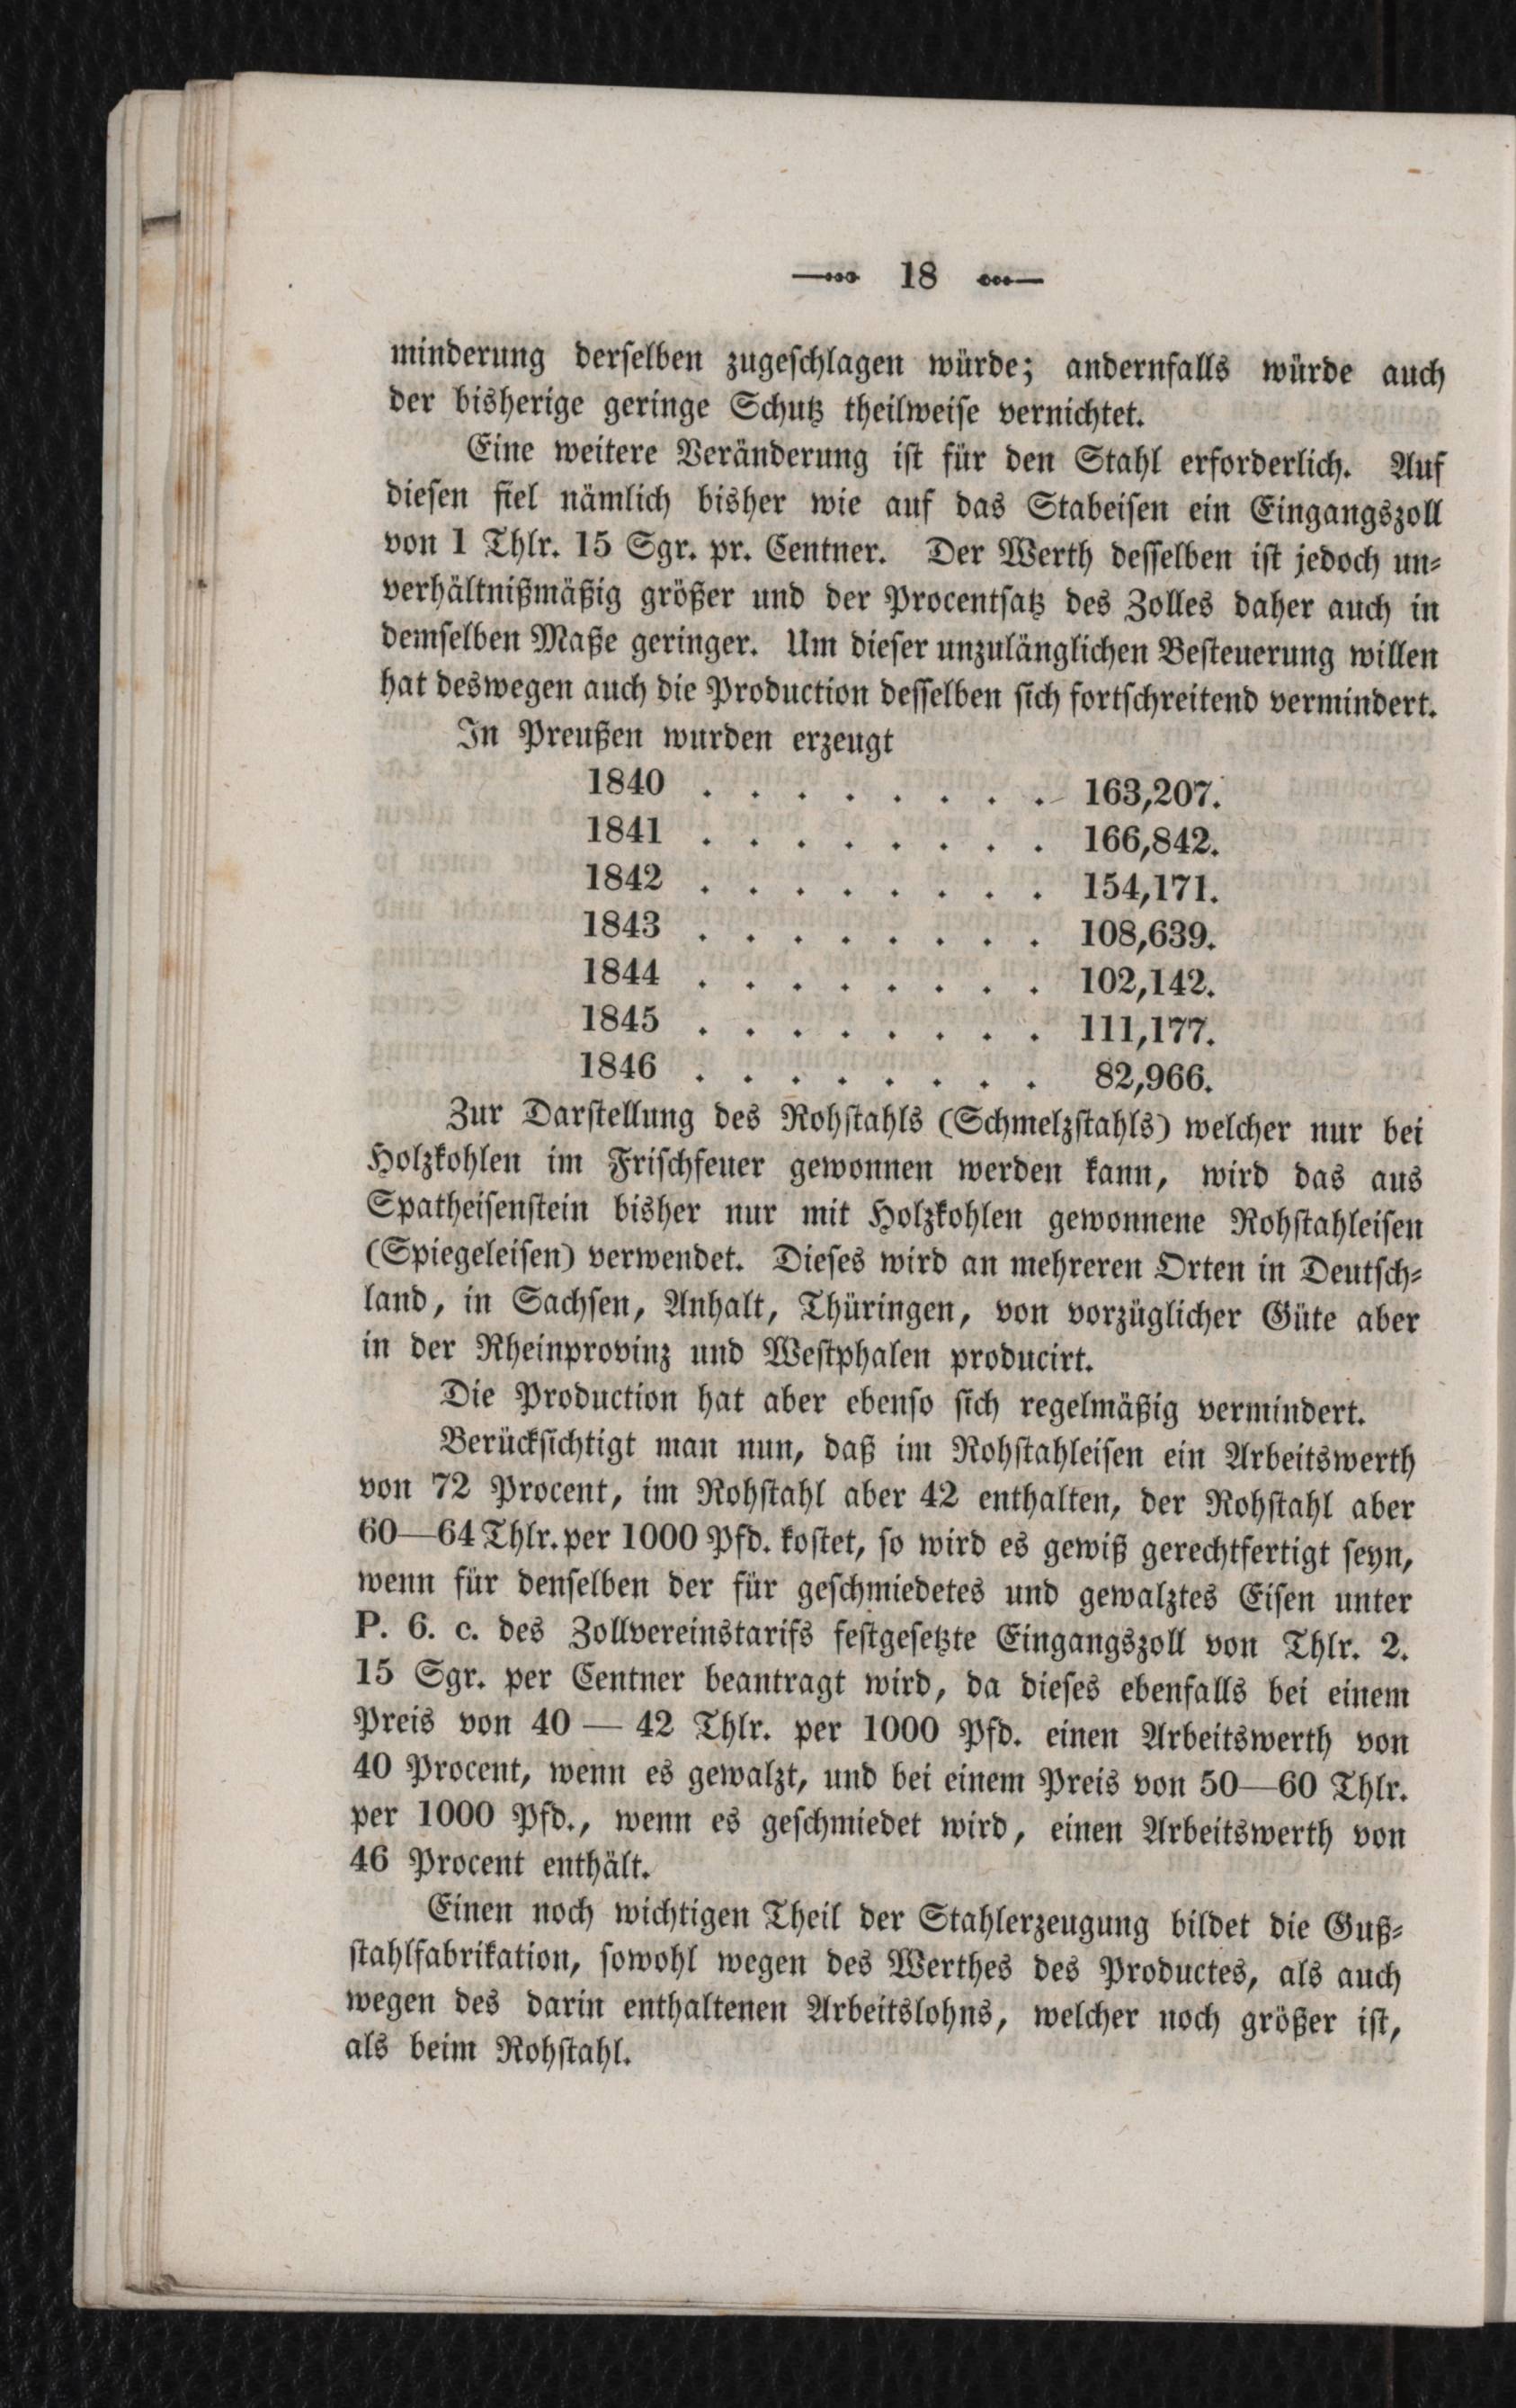 18
minderung derselben zugeschlagen würde; andernfalls würde auch
der bisherige geringe Schutz theilweise vernichtet.
Eine weitere Veränderung ist für den Stahl erforderlich. Auf
diesen fiel nämlich bisher wie auf das Stabeisen ein Eingangszoll
von 1 Thlr. 15 Sgr. pr. Centner. Der Werth desselben ist jedoch un-
verhältnißmäßig größer und der Procentsatz des Zolles daher auch in
demselben Maße geringer. Um dieser unzulänglichen Besteuerung willen
hat deswegen auch die Production desselben sich fortschreitend vermindert.
In Preußen wurden erzeugt
1840 . . . . . . . . 163,207.
1841 . . . . . . . . 166,842.
1842 . . . . . . . . 154,171.
1843 . . . . . . . . 108,639.
1844 . . . . . . . . 102,142.
1845 . . . . . . . . 111,177.
1846 . . . . . . . . 82,966.
Zur Darstellung des Rohstahls (Schmelzstahls) welcher nur bei
Holzkohlen im Frischfeuer gewonnen werden kann, wird das aus
Spatheisenstein bisher nur mit Holzkohlen gewonnene Rohstahleisen
(Spiegeleisen) verwendet. Dieses wird an mehreren Orten in Deutsch-
land, in Sachsen, Anhalt, Thüringen, von vorzüglicher Güte aber
in der Rheinprovinz und Westphalen producirt.
Die Production hat aber ebenso sich regelmäßig vermindert.
Berücksichtigt man nun, daß im Rohstahleisen ein Arbeitswerth
von 72 Procent, im Rohstahl aber 42 enthalten, der Rohstahl aber
60—64 Thlr. per 1000 Pfd. kostet, so wird es gewiß gerechtfertigt seyn,
wenn für denselben der für geschmiedetes und gewalztes Eisen unter
P. 6. c. des Zollvereinstarifs festgesetzte Eingangszoll von Thlr. 2.
15 Sgr. per Centner beantragt wird, da dieses ebenfalls bei einem
Preis von 40 — 42 Thlr. per 1000 Pfd. einen Arbeitswerth von
40 Procent, wenn es gewalzt, und bei einem Preis von 50—60 Thlr.
per 1000 Pfd., wenn es geschmiedet wird, einen Arbeitswerth von
46 Procent enthält.
Einen noch wichtigen Theil der Stahlerzeugung bildet die Guß-
stahlfabrikation, sowohl wegen des Werthes des Productes, als auch
wegen des darin enthaltenen Arbeitslohns, welcher noch größer ist,
als beim Rohstahl.